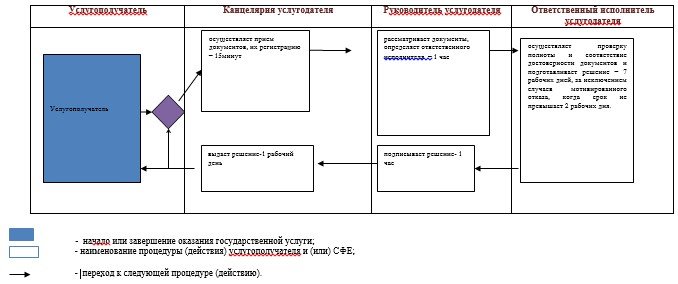 Услугополучатель
Канцелярия услугодателя
Руководитель услугодателя
Ответственный исполнитель
услугодателя
Услугополучатель
осуществляет прием
документов, их регистрацию
– 15минут
рассматривает документы,
определяет ответственного
исполнителя – 1 час
осуществляет проверку
полноты и соответствие
достоверности документов и
подготавливает решение – 7
рабочих дней, за исключением
случаев мотивированного
отказа, когда срок не
превышает 2 рабочих дня.
выдает решение-1 рабочий
день
подписывает решение- 1
час
- начало или завершение оказания государственной услуги;
- наименование процедуры (действия) услугополучателя и (или) СФЕ;
- переход к следующей процедуре (действию).